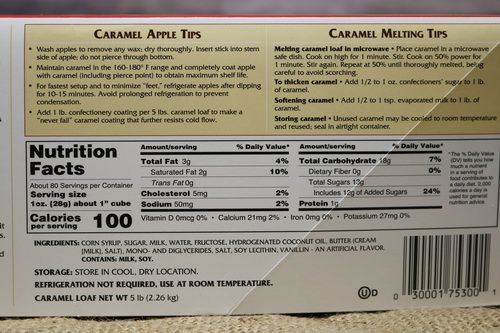 CARAMEL APPLE TIPS
• Wash apples to remove any wax; dry thoroughly. Insert stick into stem
side of apple; do not pierce through bottom.
• Maintain caramel in the 160-180° F range and completely coat apple
with caramel (including pierce point) to obtain maximum shelf life.
• For fastest setup and to minimize "feet," refrigerate apples after dipping
for 10-15 minutes. Avoid prolonged refrigeration to prevent
condensation.
• Add 1 lb. confectionery coating per 5 lbs. caramel loaf to make a
"never fail" caramel coating that further resists cold flow.
CARAMEL MELTING TIPS
Melting caramel loaf in microwave • Place caramel in a microwave
safe dish. Cook on high for 1 minute. Stir. Cook on 50% power for
1 minute. Stir again. Repeat at 50% until thoroughly melted, being
careful to avoid scorching.
To thicken caramel • Add 1/2 to 1 oz. confectioners' sugar to 1 lb.
of caramel.
Softening caramel • Add 1/2 to 1 tsp. evaporated milk to 1 lb. of
caramel.
Storing caramel • Unused caramel may be cooled to room temperature
and reused; seal in airtight container.
Nutrition
Facts
About 80 Servings per Container
Serving size
1oz. (28g) about 1" cube
Calories 100
per serving
Amount/serving % Daily Value*
Total Fat 3g 4%
Saturated Fat 2g 10%
Trans Fat 0g
Cholesterol 5mg 2%
Sodium 50mg 2%
Amount/serving % Daily Value*
Total Carbohydrate 18g 7%
Dietary Fiber 0g 0%
Total Sugars 13g
Includes 12g of Added Sugars 24%
Protein 1g
Vitamin D 0mcg 0% • Calcium 21mg 2% • Iron 0mg 0% • Potassium 27mg 0%
*The % Daily Value
(DV) tells you how
much a nutrient
in a serving of
food contributes to
a daily diet. 2,000
calories a day is
used for general
nutrition advice.
INGREDIENTS: CORN SYRUP, SUGAR, MILK, WATER, FRUCTOSE, HYDROGENATED COCONUT OIL, BUTTER (CREAM
[MILK], SALT), MONO- AND DIGLYCERIDES, SALT, SOY LECITHIN, VANILLIN - AN ARTIFICIAL FLAVOR.
CONTAINS: MILK, SOY.
STORAGE: STORE IN COOL, DRY LOCATION.
REFRIGERATION NOT REQUIRED, USE AT ROOM TEMPERATURE.
CARAMEL LOAF NET WT 5 lb (2.26 kg)
U D
0 30001 75300 1